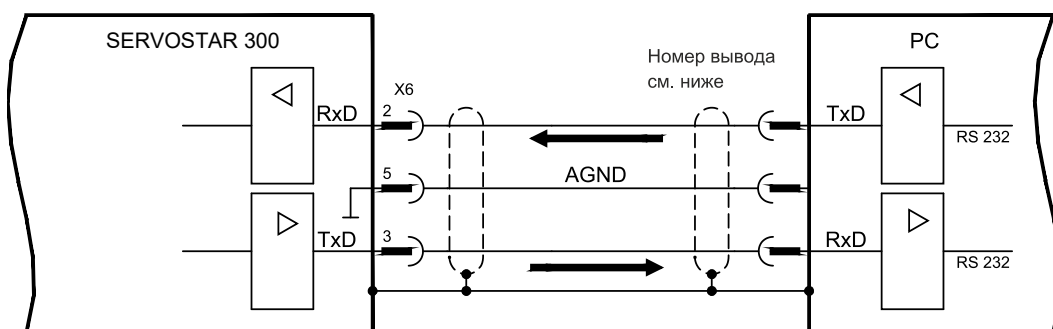 SERVOSTAR 300
PC
Номер вывода
см. ниже
X6
RxD
2
TxD
RS 232
5
AGND
TxD
3
RxD
RS 232